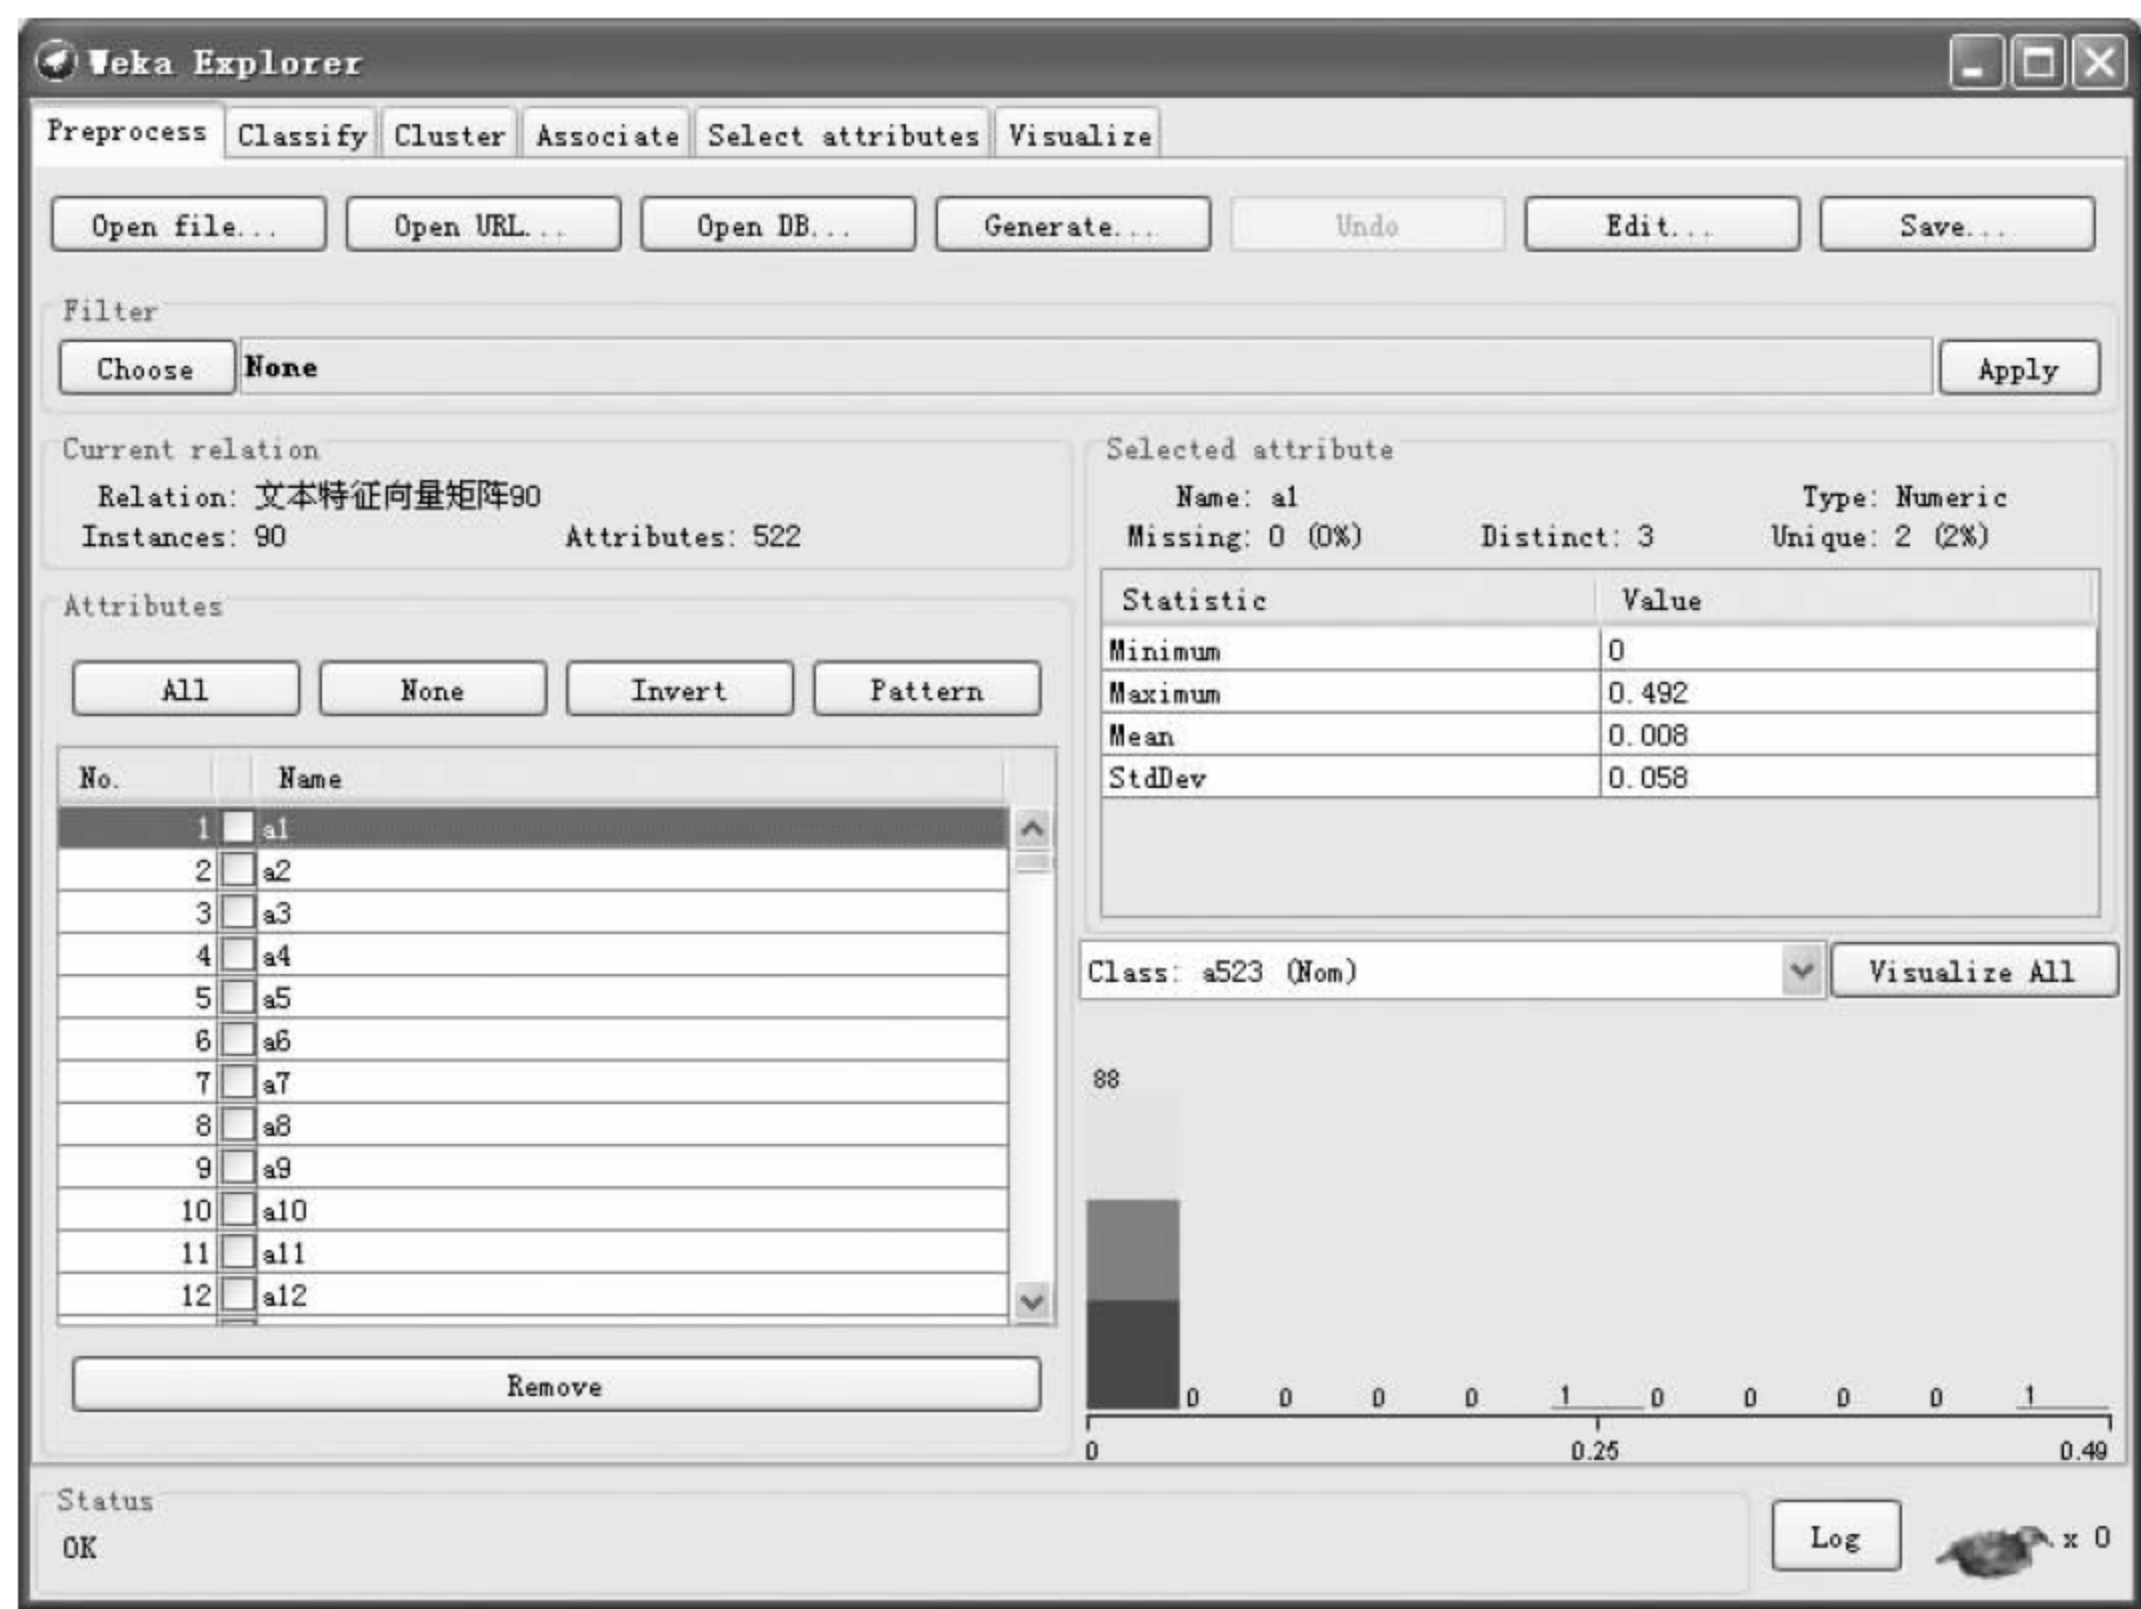 Weka Explorer
Preprocess Classify Cluster Associate Select attributes Visualize
Open file... Open URL... Open DB... Generate... Undo Edit... Save...
Filter
Choose None Apply
Current relation
Relation: 文本特征向量矩阵90
Instances: 90 Attributes: 522
Selected attribute
Name: a1 Type: Numeric
Missing: 0 (0%) Distinct: 3 Unique: 2 (2%)
Statistic Value
Minimum 0
Maximum 0.492
Mean 0.008
StdDev 0.058
Attributes
All None Invert Pattern
No. Name
1 a1
2 a2
3 a3
4 a4
5 a5
6 a6
7 a7
8 a8
9 a9
10 a10
11 a11
12 a12
Remove
Class: a523 (Nom) Visualize All
88
0 0 0 0 1 0 0 0 0 1
0 0.25 0.49
Status
OK
Log x 0